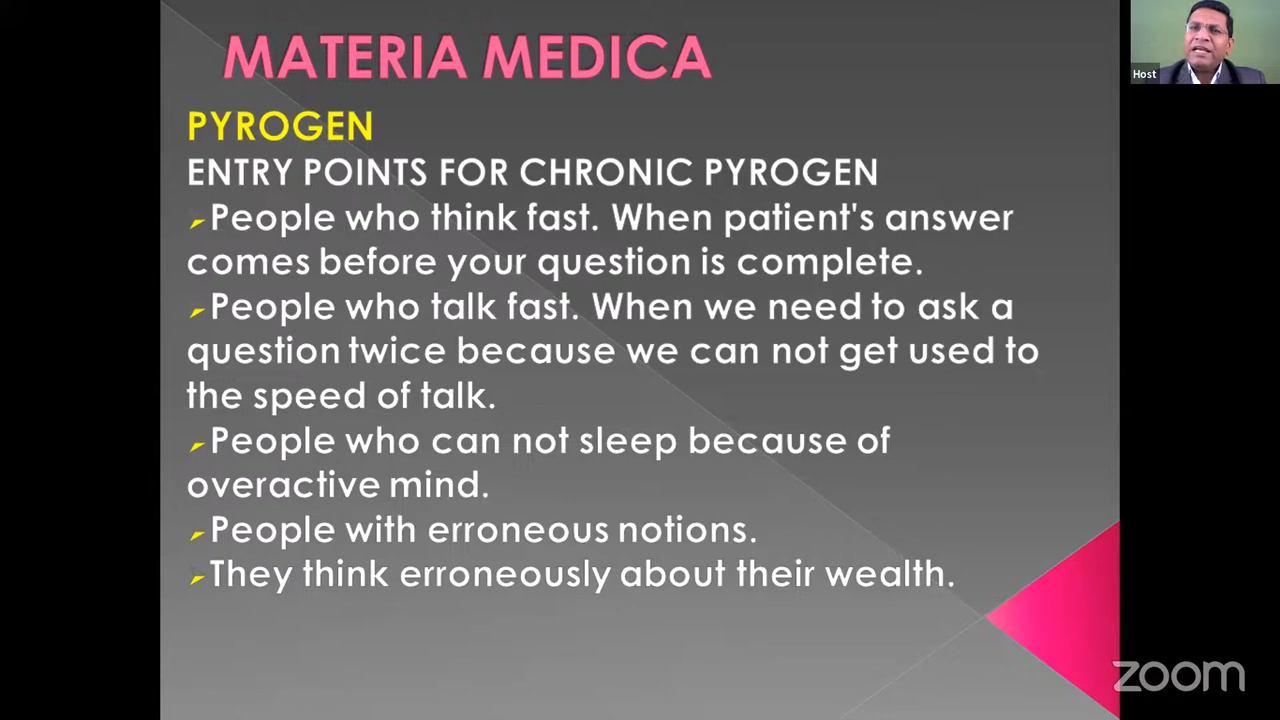 MATERIA MEDICA
Host
PYROGEN
ENTRY POINTS FOR CHRONIC PYROGEN
People who think fast. When patient's answer
comes before your question is complete.
People who talk fast. When we need to ask a
question twice because we can not get used to
the speed of talk.
People who can not sleep because of
overactive mind.
People with erroneous notions.
They think erroneously about their wealth.
zoom